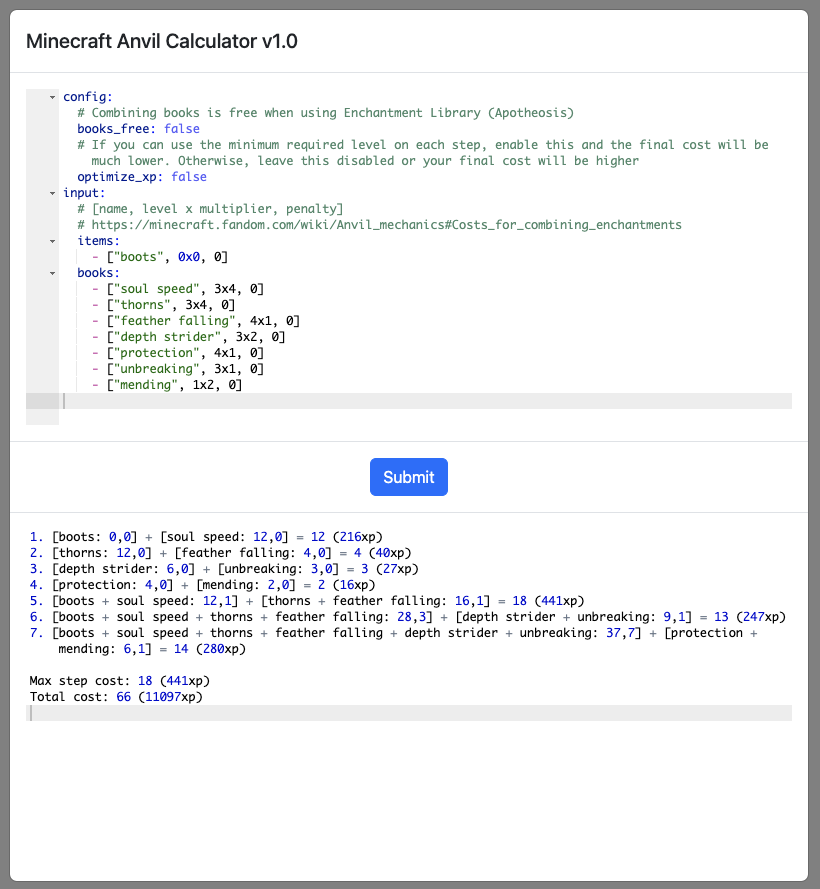 Minecraft Anvil Calculator v1.0
config:
# Combining books is free when using Enchantment Library (Apotheosis)
books_free: false
# If you can use the minimum required level on each step, enable this and the final cost will be
much lower. Otherwise, leave this disabled or your final cost will be higher
optimize_xp: false
input:
# [name, level x multiplier, penalty]
# https://minecraft.fandom.com/wiki/Anvil_mechanics#Costs_for_combining_enchantments
items:
- ["boots", 0x0, 0]
books:
- ["soul speed", 3x4, 0]
- ["thorns", 3x4, 0]
- ["feather falling", 4x1, 0]
- ["depth strider", 3x2, 0]
- ["protection", 4x1, 0]
- ["unbreaking", 3x1, 0]
- ["mending", 1x2, 0]
Submit
1. [boots: 0,0] + [soul speed: 12,0] = 12 (216xp)
2. [thorns: 12,0] + [feather falling: 4,0] = 4 (40xp)
3. [depth strider: 6,0] + [unbreaking: 3,0] = 3 (27xp)
4. [protection: 4,0] + [mending: 2,0] = 2 (16xp)
5. [boots + soul speed: 12,1] + [thorns + feather falling: 16,1] = 18 (441xp)
6. [boots + soul speed + thorns + feather falling: 28,3] + [depth strider + unbreaking: 9,1] = 13 (247xp)
7. [boots + soul speed + thorns + feather falling + depth strider + unbreaking: 37,7] + [protection +
mending: 6,1] = 14 (280xp)
Max step cost: 18 (441xp)
Total cost: 66 (11097xp)